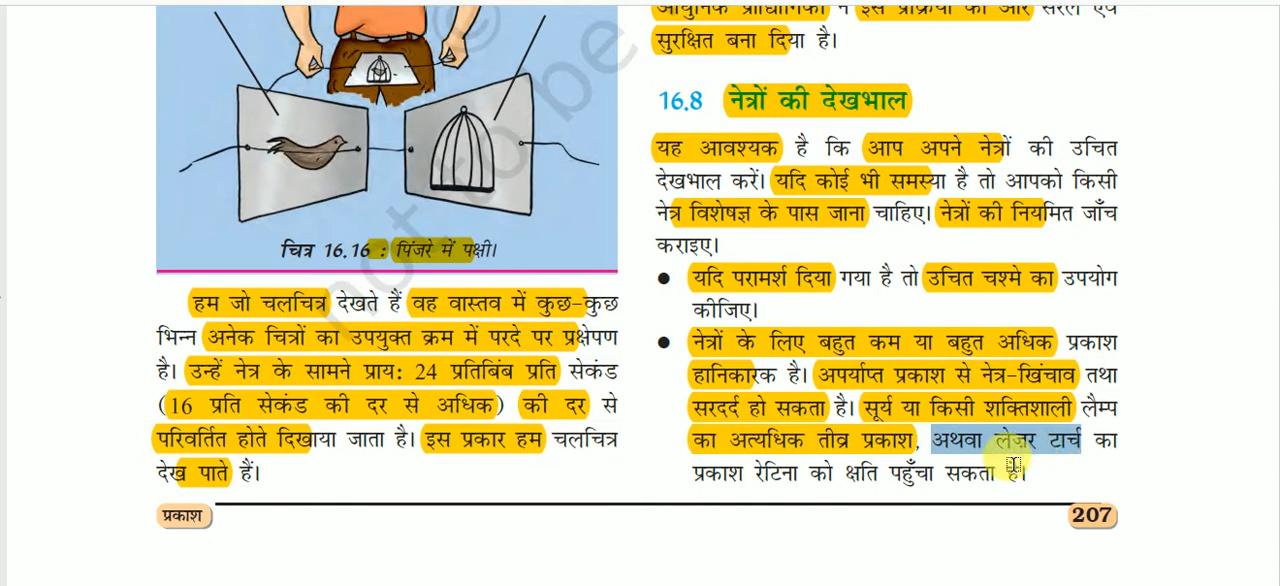 चित्र 16.16 : पिंजरे में पक्षी।
हम जो चलचित्र देखते हैं वह वास्तव में कुछ-कुछ
भिन्न अनेक चित्रों का उपयुक्त क्रम में परदे पर प्रक्षेपण
है। उन्हें नेत्र के सामने प्राय: 24 प्रतिबिंब प्रति सेकंड
(16 प्रति सेकंड की दर से अधिक) की दर से
परिवर्तित होते दिखाया जाता है। इस प्रकार हम चलचित्र
देख पाते हैं।
आधुनिक प्रौद्योगिकी ने इस प्रक्रिया को और सरल एवं
सुरक्षित बना दिया है।
16.8 नेत्रों की देखभाल
यह आवश्यक है कि आप अपने नेत्रों की उचित
देखभाल करें। यदि कोई भी समस्या है तो आपको किसी
नेत्र विशेषज्ञ के पास जाना चाहिए। नेत्रों की नियमित जाँच
कराइए।
● यदि परामर्श दिया गया है तो उचित चश्मे का उपयोग
कीजिए।
● नेत्रों के लिए बहुत कम या बहुत अधिक प्रकाश
हानिकारक है। अपर्याप्त प्रकाश से नेत्र-खिंचाव तथा
सरदर्द हो सकता है। सूर्य या किसी शक्तिशाली लैम्प
का अत्यधिक तीव्र प्रकाश, अथवा लेज़र टार्च का
प्रकाश रेटिना को क्षति पहुँचा सकता है।
प्रकाश
207
© not to be